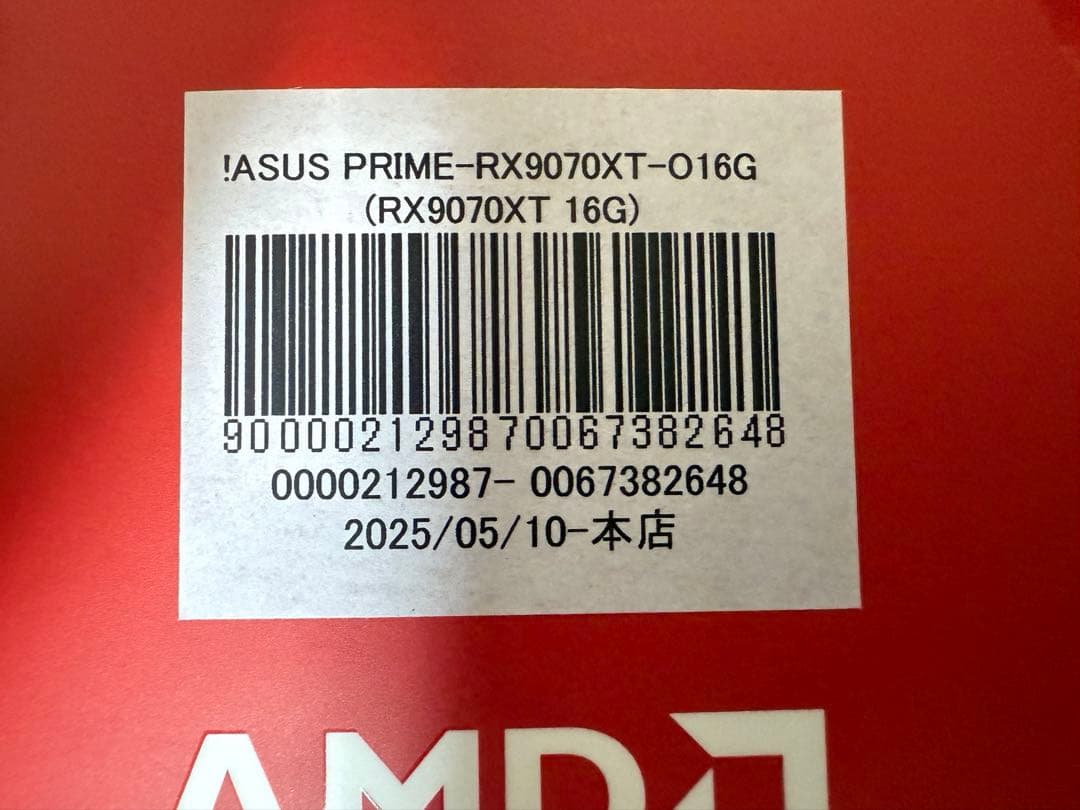 !ASUS PRIME-RX9070XT-O16G
(RX9070XT 16G)
900002129870067382648
0000212987- 0067382648
2025/05/10-本店
AMD